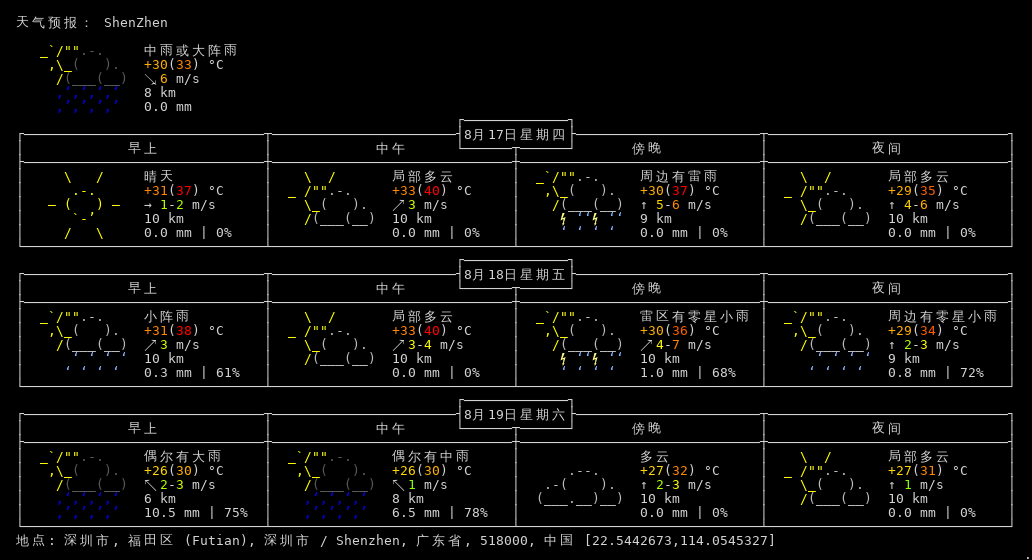 天气预报： ShenZhen
中雨或大阵雨
+30(33) °C
↘6 m/s
8 km
0.0 mm
8月17日星期四
早上 中午 傍晚 夜间
晴天 局部多云 周边有雷雨 局部多云
+31(37) °C +33(40) °C +30(37) °C +29(35) °C
→ 1-2 m/s ↗3 m/s ↑ 5-6 m/s ↑ 4-6 m/s
10 km 10 km 9 km 10 km
0.0 mm | 0% 0.0 mm | 0% 0.0 mm | 0% 0.0 mm | 0%
8月18日星期五
早上 中午 傍晚 夜间
小阵雨 局部多云 雷区有零星小雨 周边有零星小雨
+31(38) °C +33(40) °C +30(36) °C +29(34) °C
↗3 m/s ↗3-4 m/s ↗4-7 m/s ↑ 2-3 m/s
10 km 10 km 10 km 9 km
0.3 mm | 61% 0.0 mm | 0% 1.0 mm | 68% 0.8 mm | 72%
8月19日星期六
早上 中午 傍晚 夜间
偶尔有大雨 偶尔有中雨 多云 局部多云
+26(30) °C +26(30) °C +27(32) °C +27(31) °C
↖2-3 m/s ↖1 m/s ↑ 2-3 m/s ↑ 1 m/s
6 km 8 km 10 km 10 km
10.5 mm | 75% 6.5 mm | 78% 0.0 mm | 0% 0.0 mm | 0%
地点: 深圳市, 福田区 (Futian), 深圳市 / Shenzhen, 广东省, 518000, 中国 [22.5442673,114.0545327]